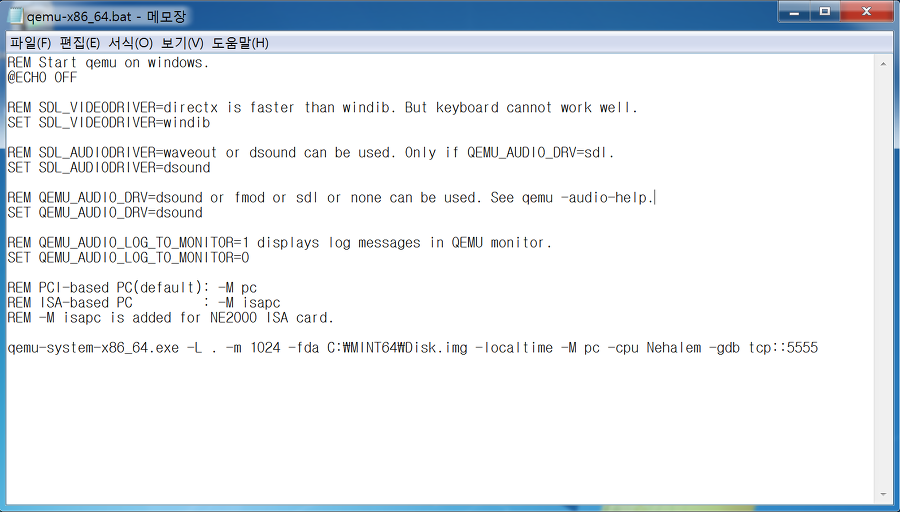 qemu-x86_64.bat - 메모장
파일(F) 편집(E) 서식(O) 보기(V) 도움말(H)
REM Start qemu on windows.
@ECHO OFF
REM SDL_VIDEODRIVER=directx is faster than windib. But keyboard cannot work well.
SET SDL_VIDEODRIVER=windib
REM SDL_AUDIODRIVER=waveout or dsound can be used. Only if QEMU_AUDIO_DRV=sdl.
SET SDL_AUDIODRIVER=dsound
REM QEMU_AUDIO_DRV=dsound or fmod or sdl or none can be used. See qemu -audio-help.
SET QEMU_AUDIO_DRV=dsound
REM QEMU_AUDIO_LOG_TO_MONITOR=1 displays log messages in QEMU monitor.
SET QEMU_AUDIO_LOG_TO_MONITOR=0
REM PCI-based PC(default): -M pc
REM ISA-based PC         : -M isapc
REM -M isapc is added for NE2000 ISA card.
qemu-system-x86_64.exe -L . -m 1024 -fda C:₩MINT64₩Disk.img -localtime -M pc -cpu Nehalem -gdb tcp::5555